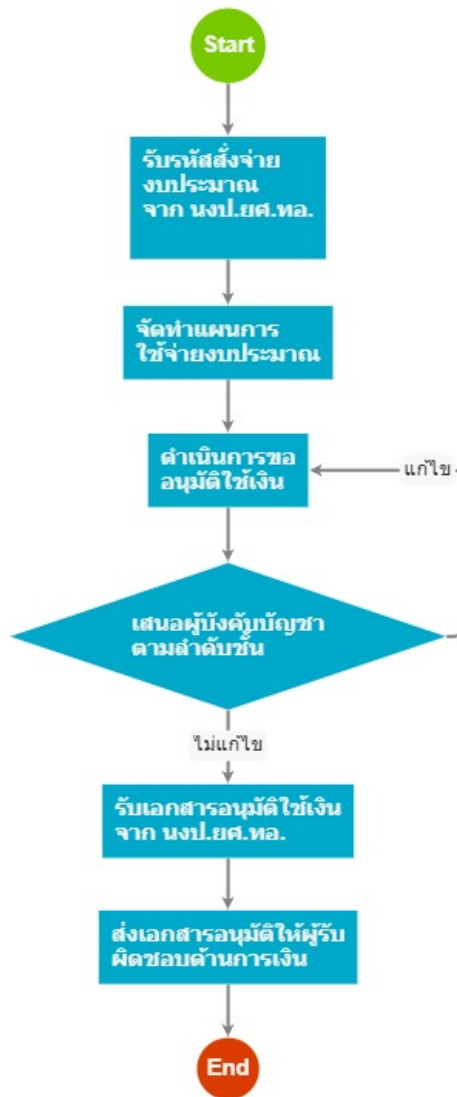 Start
รับรหัสสั่งจ่าย
งบประมาณ
จาก นงป.ยศ.ทอ.
จัดทำแผนการ
ใช้จ่ายงบประมาณ
ดำเนินการขอ
อนุมัติใช้เงิน
แก้ไข
เสนอผู้บังคับบัญชา
ตามลำดับชั้น
ไม่แก้ไข
รับเอกสารอนุมัติใช้เงิน
จาก นงป.ยศ.ทอ.
ส่งเอกสารอนุมัติให้ผู้รับ
ผิดชอบด้านการเงิน
End